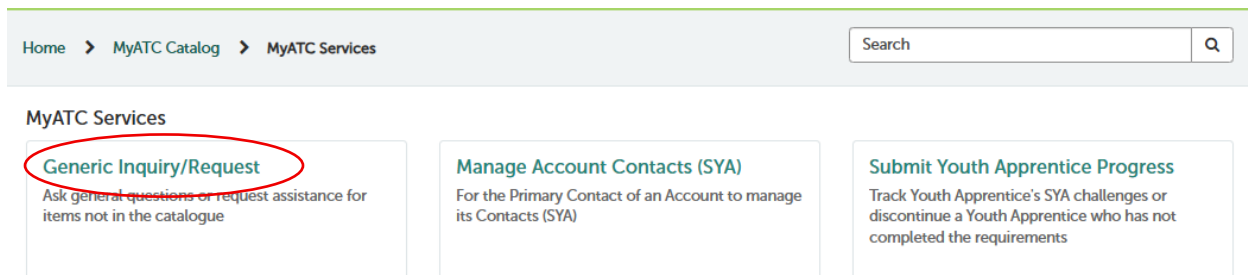 Home > MyATC Catalog > MyATC Services
Search
MyATC Services
Generic Inquiry/Request
Ask general questions or request assistance for
items not in the catalogue
Manage Account Contacts (SYA)
For the Primary Contact of an Account to manage
its Contacts (SYA)
Submit Youth Apprentice Progress
Track Youth Apprentice's SYA challenges or
discontinue a Youth Apprentice who has not
completed the requirements